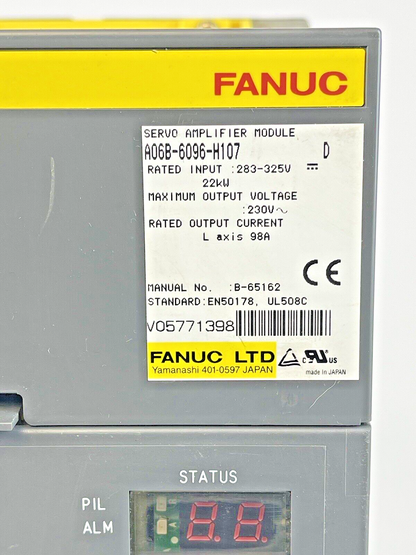 FANUC
SERVO AMPLIFIER MODULE
A06B-6096-H107 D
RATED INPUT :283-325V ⎓
22kW
MAXIMUM OUTPUT VOLTAGE
:230V∿
RATED OUTPUT CURRENT
L axis 98A
CE
MANUAL No. :B-65162
STANDARD:EN50178, UL508C
V05771398
FANUC LTD
Yamanashi 401-0597 JAPAN
c UR US
made in JAPAN
STATUS
PIL
ALM